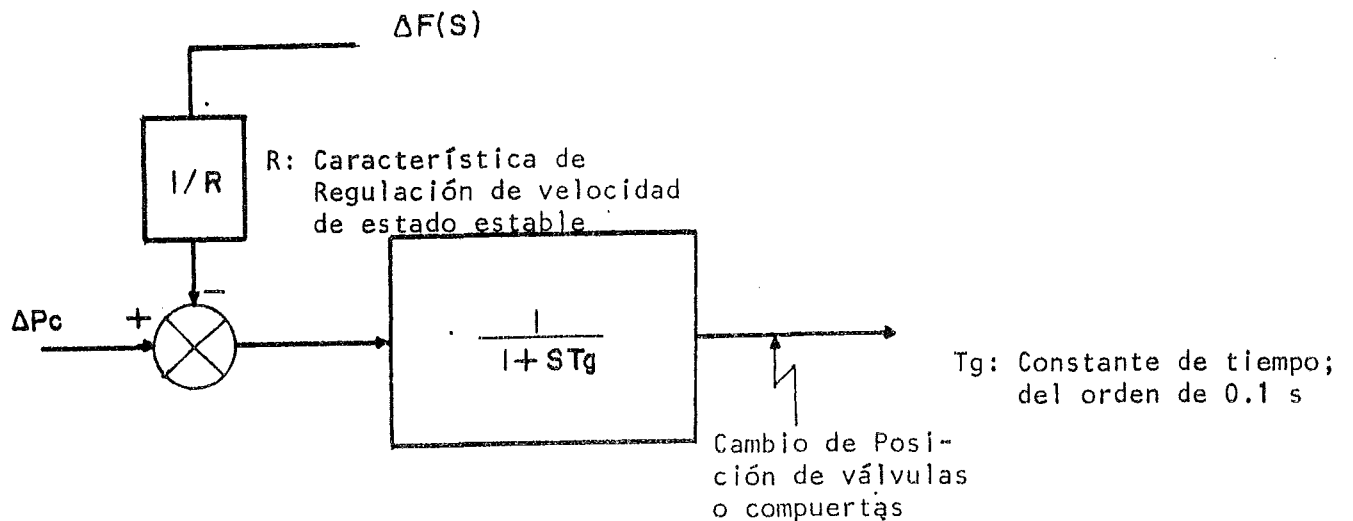 ΔF(S)
1/R
R: Característica de
Regulación de velocidad
de estado estable
-
ΔPc
+
1
1+STg
Tg: Constante de tiempo;
del orden de 0.1 s
Cambio de Posi-
ción de válvulas
o compuertas